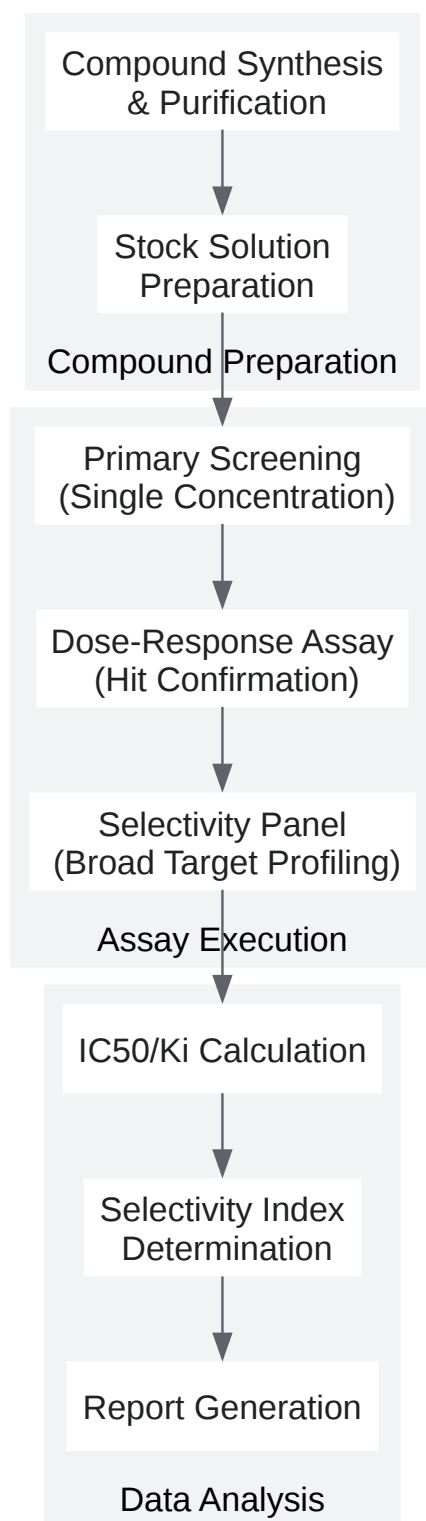 Compound Synthesis
& Purification
Stock Solution
Preparation
Compound Preparation
Primary Screening
(Single Concentration)
Dose-Response Assay
(Hit Confirmation)
Selectivity Panel
(Broad Target Profiling)
Assay Execution
IC50/Ki Calculation
Selectivity Index
Determination
Report Generation
Data Analysis